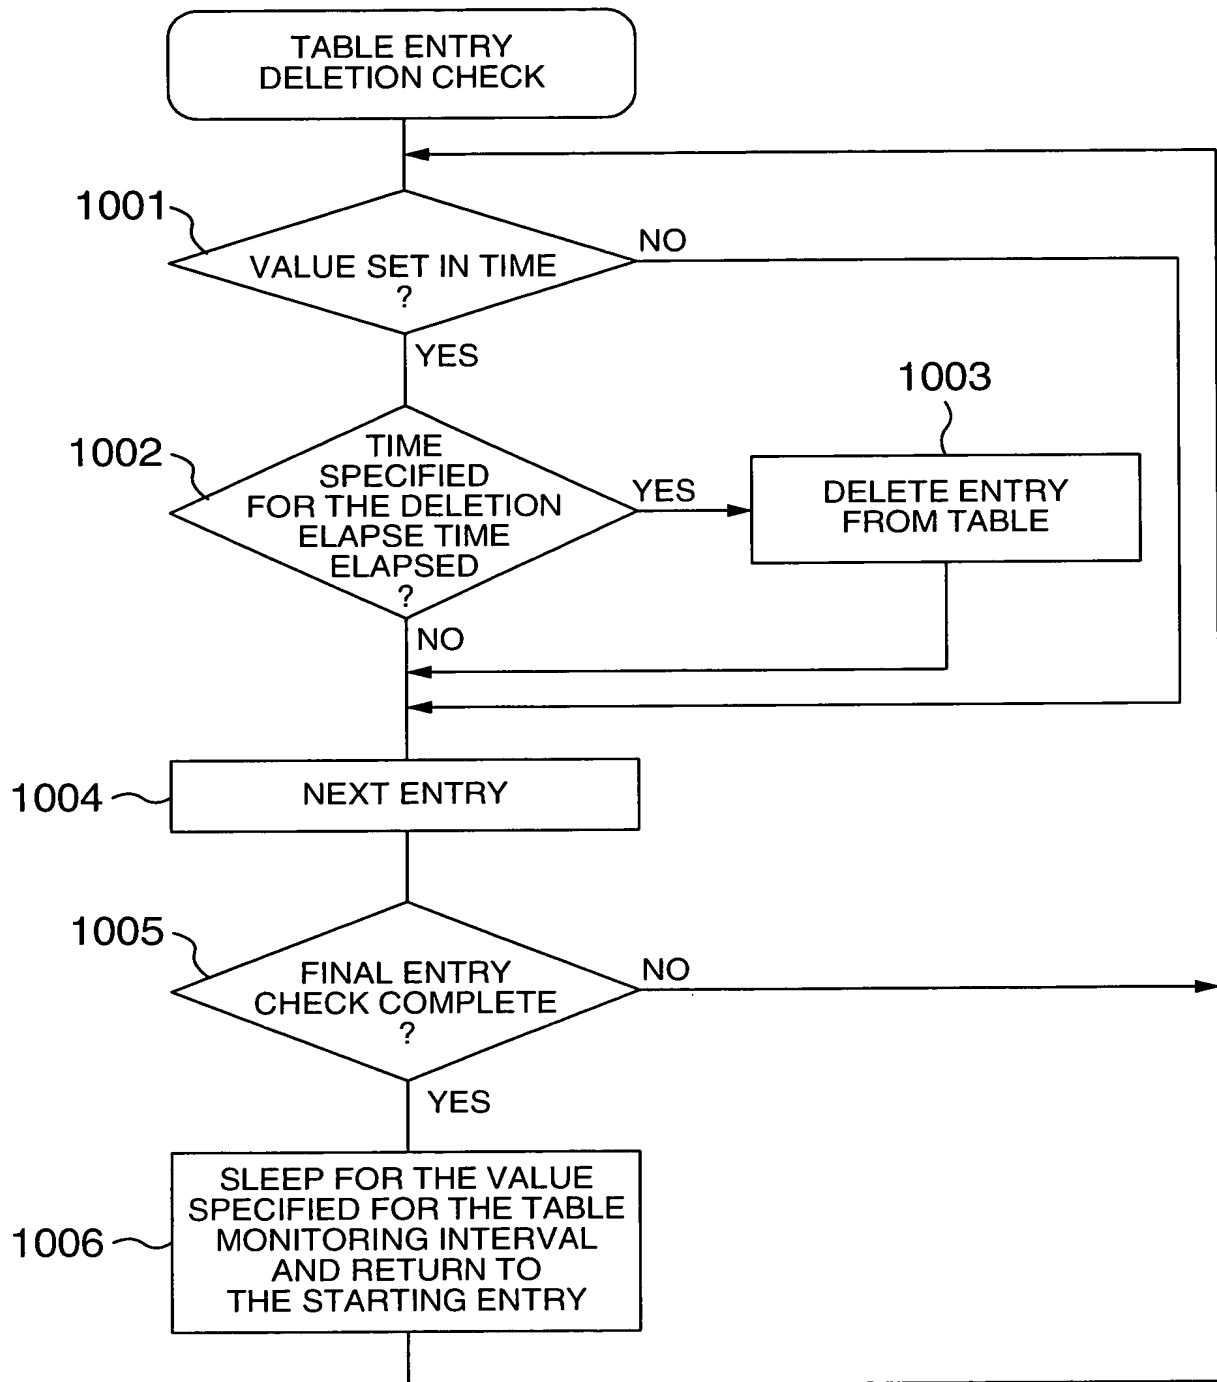 TABLE ENTRY
DELETION CHECK
1001
VALUE SET IN TIME
?
NO
YES
1002
TIME
SPECIFIED
FOR THE DELETION
ELAPSE TIME
ELAPSED
?
YES
NO
1003
DELETE ENTRY
FROM TABLE
1004
NEXT ENTRY
1005
FINAL ENTRY
CHECK COMPLETE
?
NO
YES
1006
SLEEP FOR THE VALUE
SPECIFIED FOR THE TABLE
MONITORING INTERVAL
AND RETURN TO
THE STARTING ENTRY